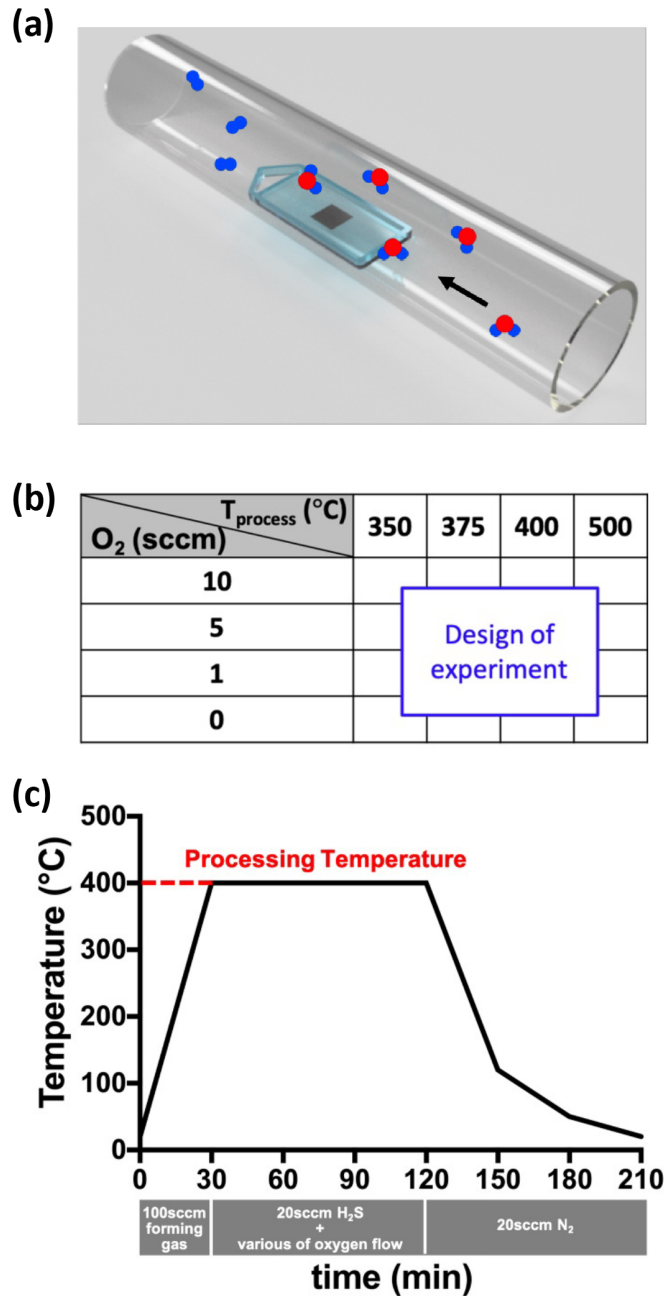 (a)
(b)
T_process (°C)
O₂ (sccm)
350 375 400 500
10
5
1
0
Design of
experiment
(c)
Processing Temperature
Temperature (°C)
500
400
300
200
100
0
0 30 60 90 120 150 180 210
100sccm
forming
gas
20sccm H₂S
+
various of oxygen flow
20sccm N₂
time (min)